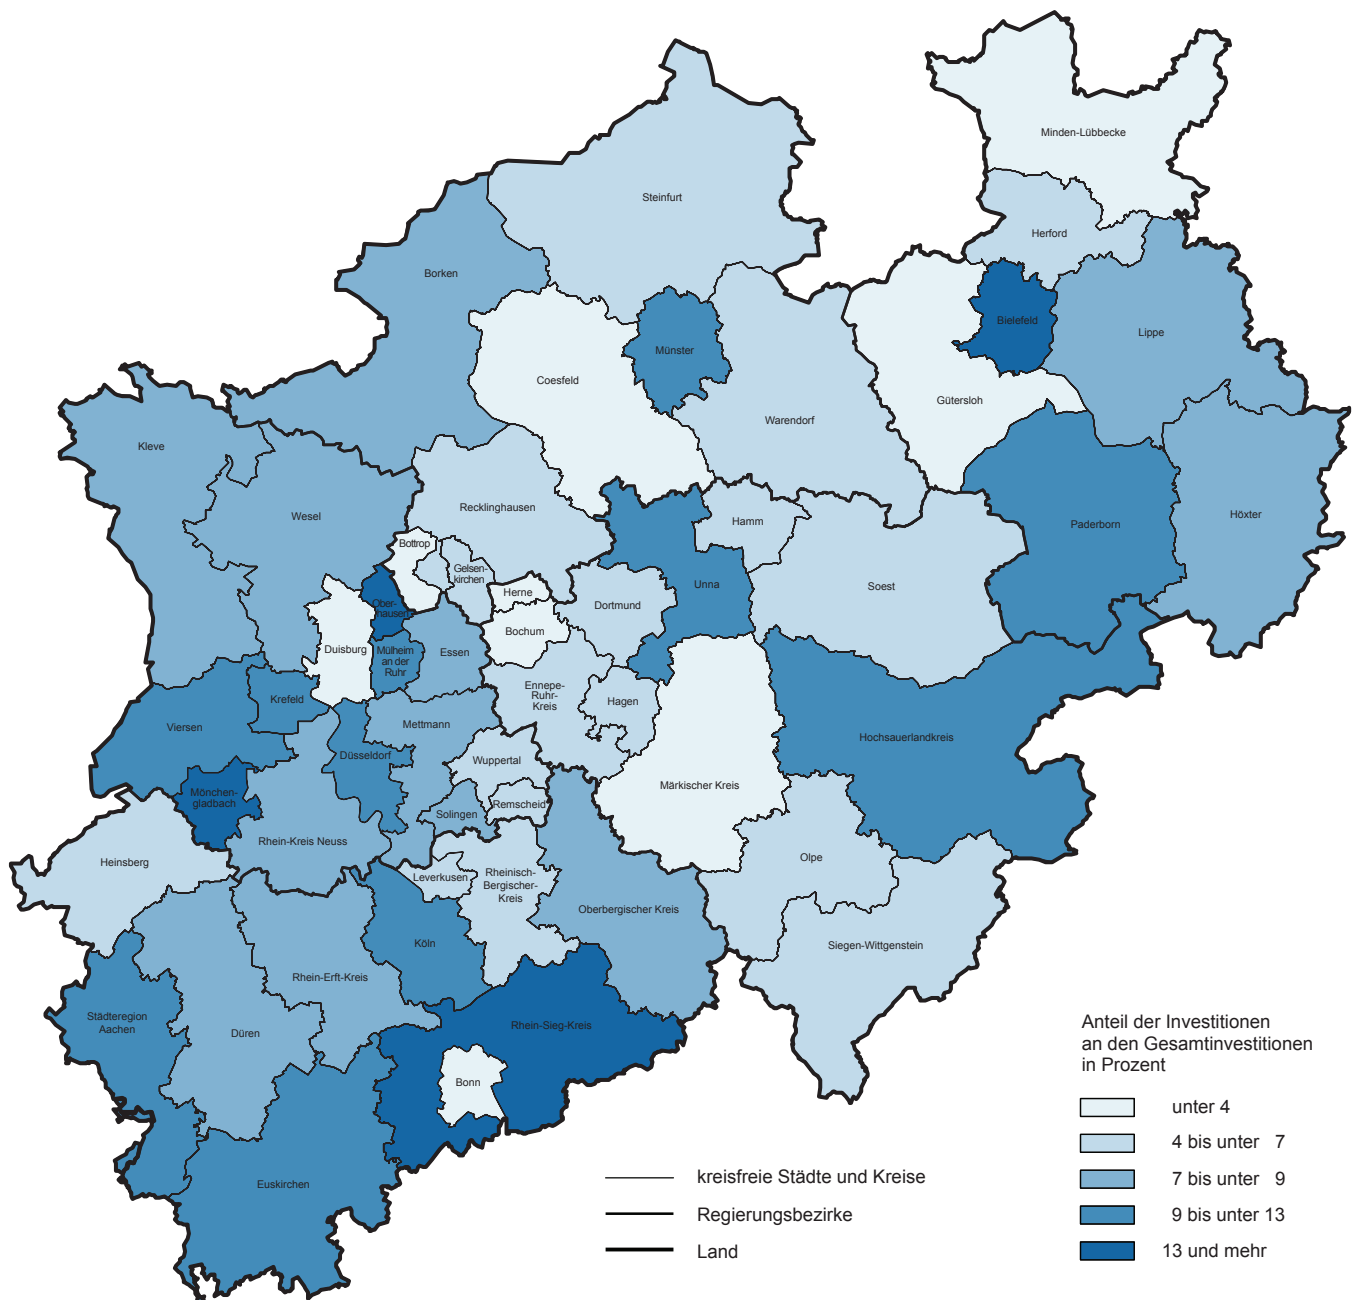 Minden-Lübbecke
Steinfurt
Herford
Borken
Bielefeld
Lippe
Münster
Coesfeld
Gütersloh
Warendorf
Kleve
Recklinghausen
Wesel
Hamm
Höxter
Paderborn
Bottrop
Gelsen-
kirchen
Unna
Soest
Herne
Ober-
hausen
Dortmund
Bochum
Duisburg
Mülheim
an der
Ruhr
Essen
Ennepe-
Ruhr-
Kreis
Krefeld
Hagen
Viersen
Mettmann
Hochsauerlandkreis
Düsseldorf
Wuppertal
Märkischer Kreis
Mönchen-
gladbach
Remscheid
Solingen
Rhein-Kreis Neuss
Heinsberg
Olpe
Leverkusen
Rheinisch-
Bergischer-
Kreis
Oberbergischer Kreis
Köln
Siegen-Wittgenstein
Rhein-Erft-Kreis
Städteregion
Aachen
Düren
Rhein-Sieg-Kreis
Bonn
Euskirchen
Anteil der Investitionen
an den Gesamtinvestitionen
in Prozent
unter 4
4 bis unter 7
7 bis unter 9
9 bis unter 13
13 und mehr
kreisfreie Städte und Kreise
Regierungsbezirke
Land